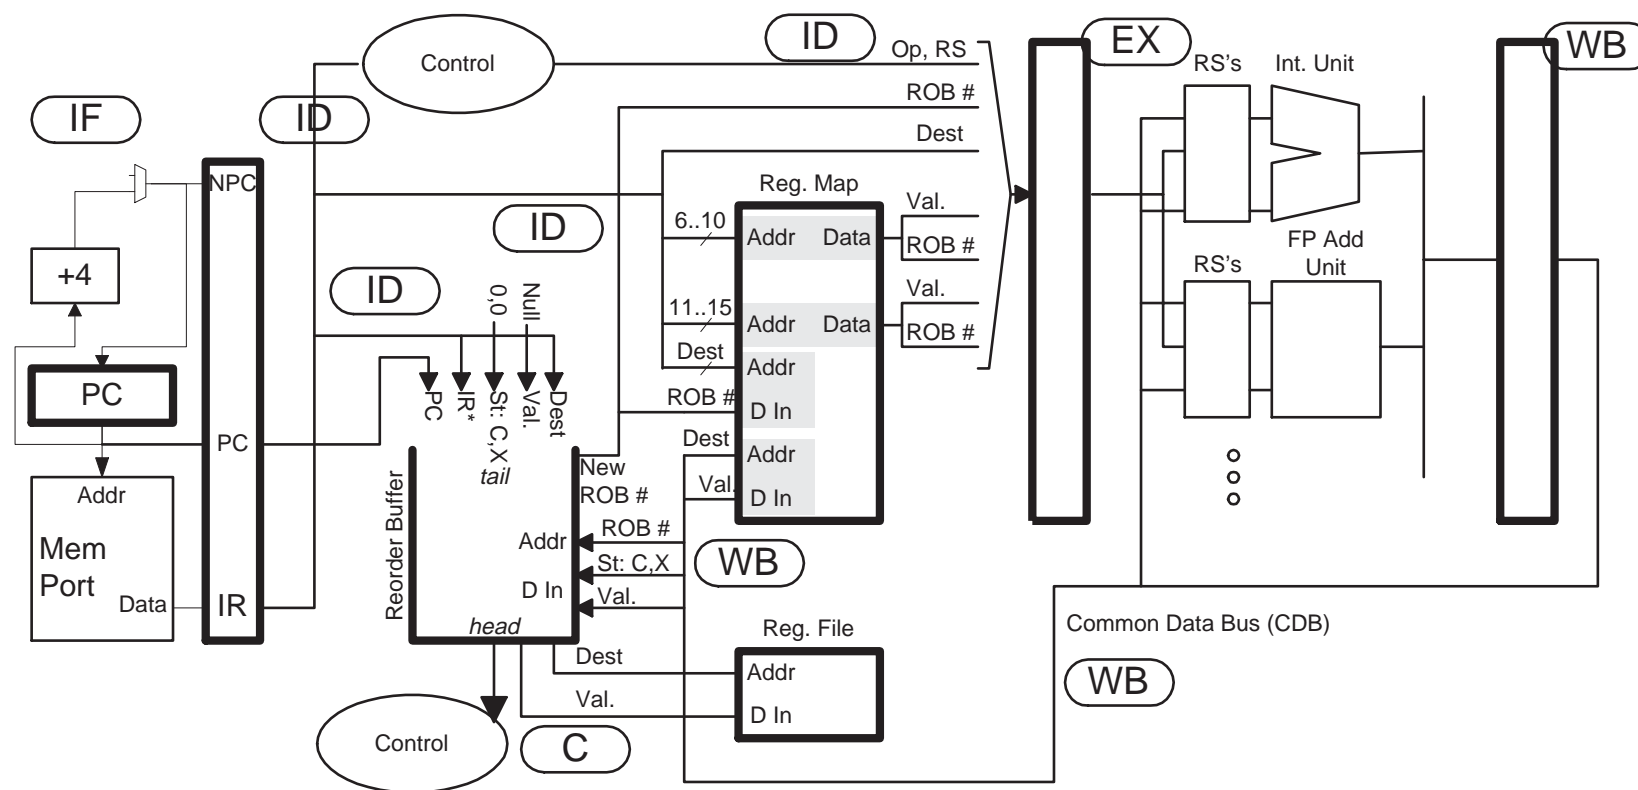 ID
EX
WB
Control
Op, RS
RS's
Int. Unit
IF
ID
ROB #
Dest
NPC
Reg. Map
6..10
Addr
Data
Val.
ROB #
ID
FP Add
Unit
RS's
+4
ID
0,0
Null
11..15
Addr
Data
Val.
ROB #
Dest
Addr
ROB #
D In
PC
PC
IR*
St: C,X
Val.
Dest
PC
tail
New
ROB #
Dest
Addr
Val.
D In
Addr
Mem
Port
Data
IR
Reorder Buffer
Addr
D In
ROB #
St: C,X
Val.
WB
head
Reg. File
Common Data Bus (CDB)
Dest
Addr
Val.
D In
WB
Control
C